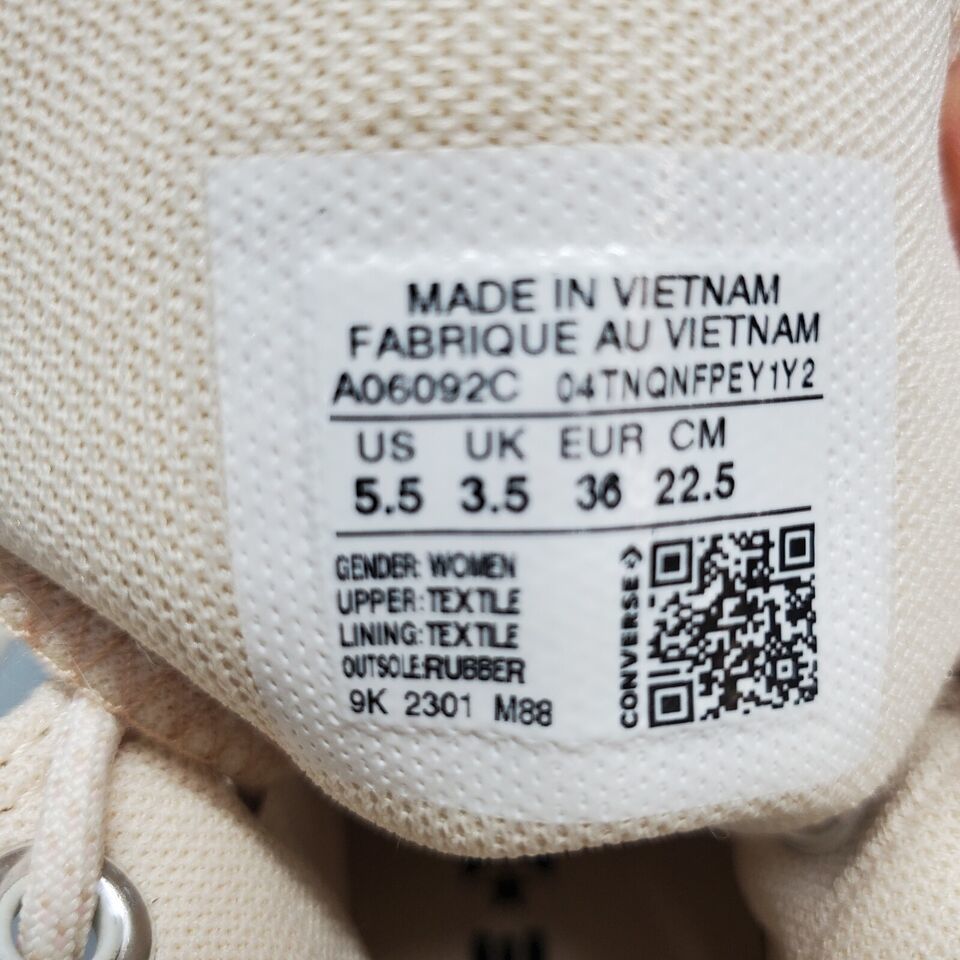 MADE IN VIETNAM
FABRIQUE AU VIETNAM
A06092C 04TNQNFPEY1Y2
US UK EUR CM
5.5 3.5 36 22.5
GENDER: WOMEN
UPPER: TEXTILE
LINING: TEXTILE
OUTSOLE:RUBBER
9K 2301 M88
CONVERSE